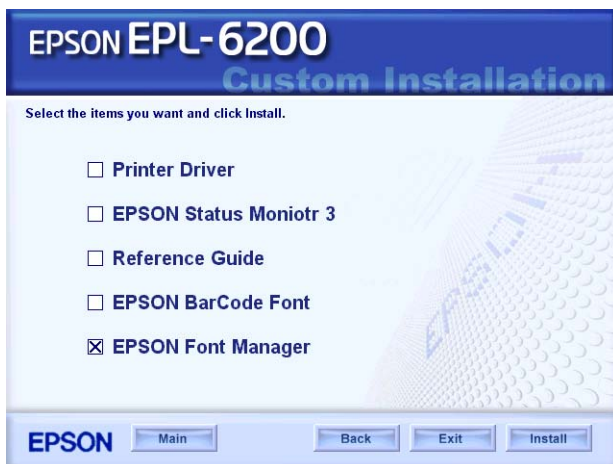 EPSON EPL-6200
Custom Installation
Select the items you want and click Install.
Printer Driver
EPSON Status Moniotr 3
Reference Guide
EPSON BarCode Font
EPSON Font Manager
EPSON
EPSON Main Back Exit Install